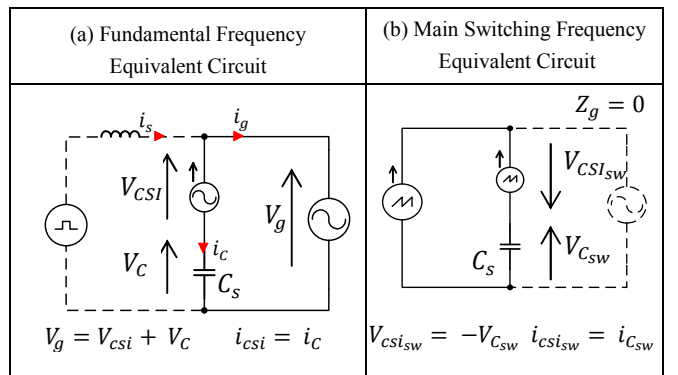 (a) Fundamental Frequency
Equivalent Circuit
(b) Main Switching Frequency
Equivalent Circuit
i_s
i_g
V_CSI
V_g
V_C
i_C
C_s
V_g = V_csi + V_C i_csi = i_C
Z_g = 0
V_CSI_sw
C_s
V_C_sw
V_csi_sw = −V_C_sw i_csi_sw = i_C_sw